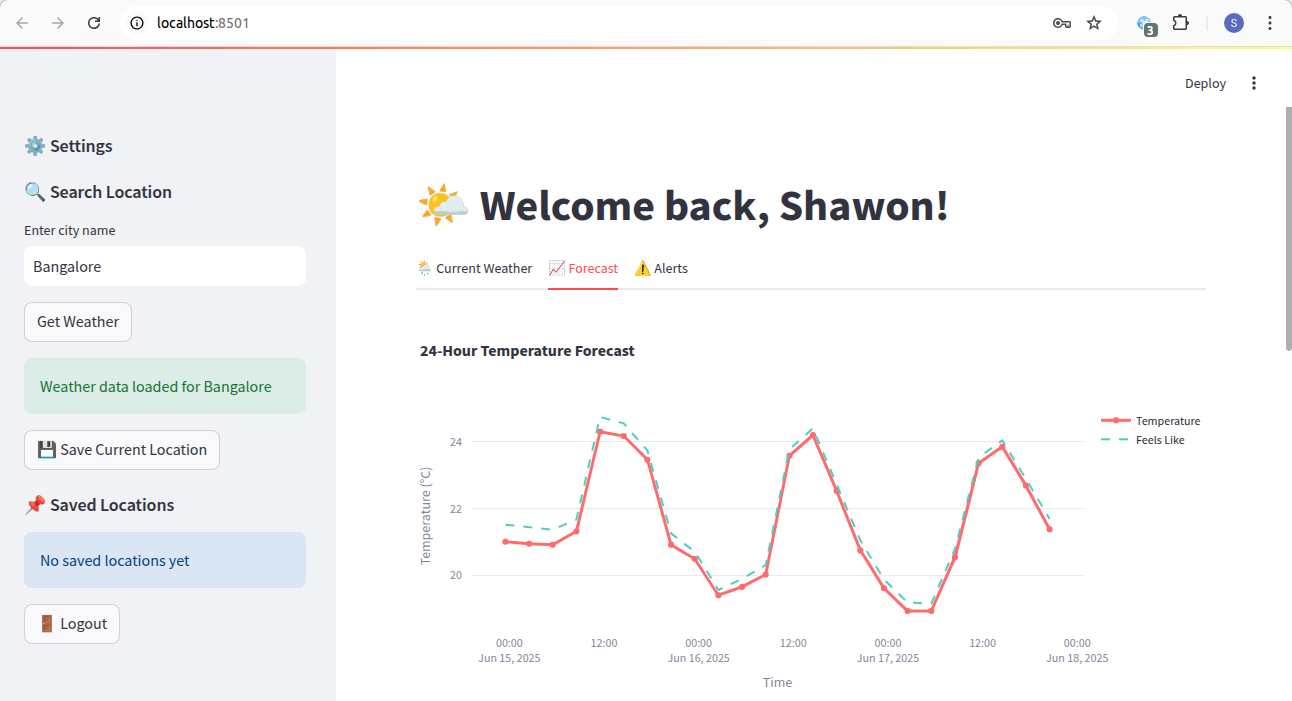 localhost:8501
3
S
Deploy
⚙️ Settings
🔍 Search Location
Enter city name
Bangalore
Get Weather
Weather data loaded for Bangalore
💾 Save Current Location
📌 Saved Locations
No saved locations yet
🚪 Logout
🌤️ Welcome back, Shawon!
🌦️ Current Weather 📈 Forecast ⚠️ Alerts
24-Hour Temperature Forecast
Temperature
Feels Like
Temperature (°C)
24
22
20
00:00 12:00 00:00 12:00 00:00 12:00 00:00
Jun 15, 2025 Jun 16, 2025 Jun 17, 2025 Jun 18, 2025
Time